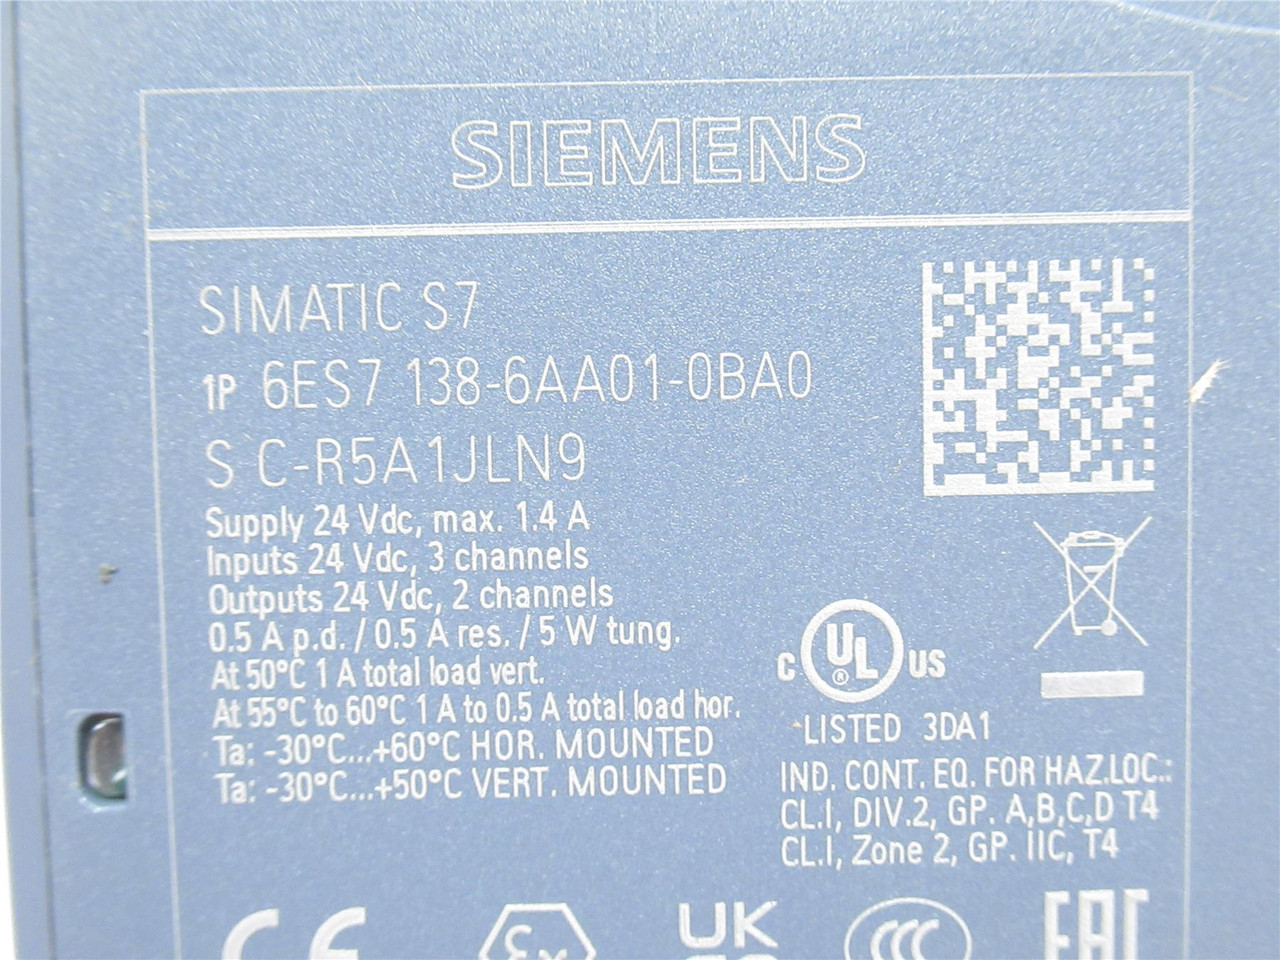 SIEMENS
SIMATIC S7
1P 6ES7 138-6AA01-0BA0
S C-R5A1JLN9
Supply 24 Vdc, max. 1.4 A
Inputs 24 Vdc, 3 channels
Outputs 24 Vdc, 2 channels
0.5 A p.d. / 0.5 A res. / 5 W tung.
At 50°C 1 A total load vert.
At 55°C to 60°C 1 A to 0.5 A total load hor.
Ta: -30°C...+60°C HOR. MOUNTED
Ta: -30°C...+50°C VERT. MOUNTED
C UL ® US
LISTED 3DA1
IND. CONT. EQ. FOR HAZ.LOC.:
CL.I, DIV.2, GP. A,B,C,D T4
CL.I, Zone 2, GP. IIC, T4
CE εx UK CCC EAC